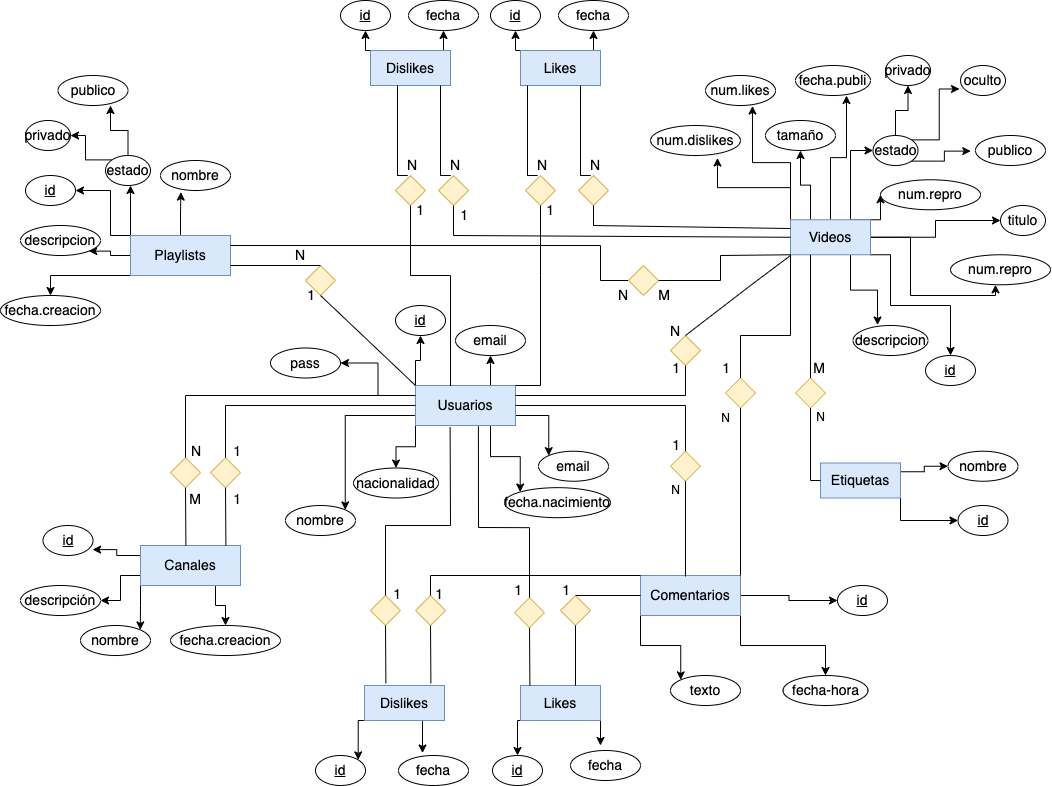 id
fecha
id
fecha
Dislikes
Likes
privado
oculto
fecha.publi
num.likes
publico
num.dislikes
tamaño
estado
publico
privado
estado
nombre
id
N
N
N
N
1
1
1
num.repro
titulo
descripcion
Playlists
Videos
N
num.repro
1
N
M
fecha.creacion
id
email
N
descripcion
pass
1
1
M
id
Usuarios
N
N
1
1
1
N
M
1
N
email
nombre
nacionalidad
Etiquetas
fecha.nacimiento
nombre
id
id
Canales
descripción
1
1
1
1
Comentarios
id
nombre
fecha.creacion
texto
fecha-hora
Dislikes
Likes
id
fecha
id
fecha